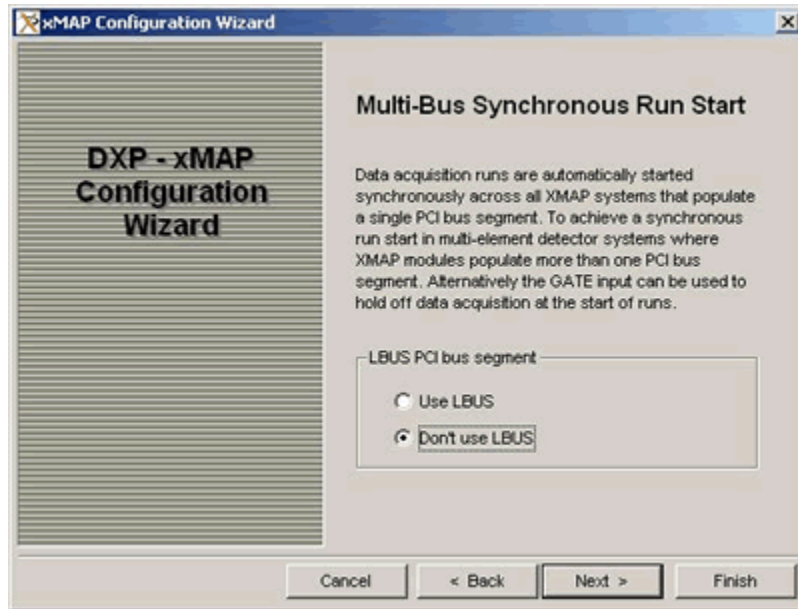 xMAP Configuration Wizard
DXP - xMAP
Configuration
Wizard
Multi-Bus Synchronous Run Start
Data acquisition runs are automatically started
synchronously across all XMAP systems that populate
a single PCI bus segment. To achieve a synchronous
run start in multi-element detector systems where
XMAP modules populate more than one PCI bus
segment. Alternatively the GATE input can be used to
hold off data acquisition at the start of runs.
LBUS PCI bus segment
Use LBUS
Don't use LBUS
Cancel
< Back
Next >
Finish